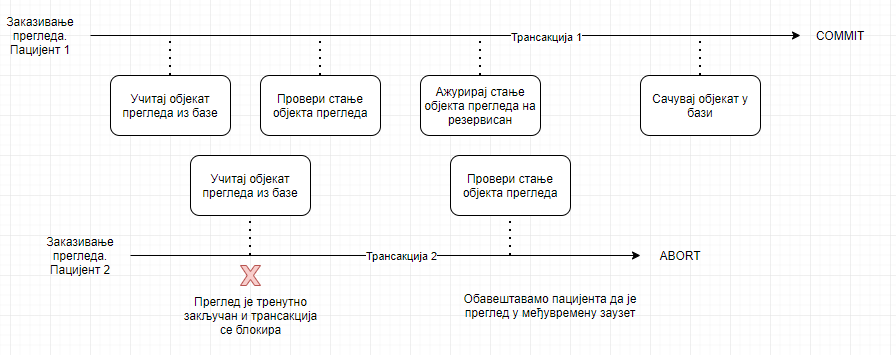 Заказивање
прегледа.
Пацијент 1
Трансакција 1
COMMIT
Учитај објекат
прегледа из базе
Провери стање
објекта прегледа
Ажурирај стање
објекта прегледа на
резервисан
Сачувај објекат у
бази
Учитај објекат
прегледа из базе
Провери стање
објекта прегледа
Заказивање
прегледа.
Пацијент 2
Трансакција 2
ABORT
X
Преглед је тренутно
закључан и трансакција
се блокира
Обавештавамо пацијента да је
преглед у међувремену заузет